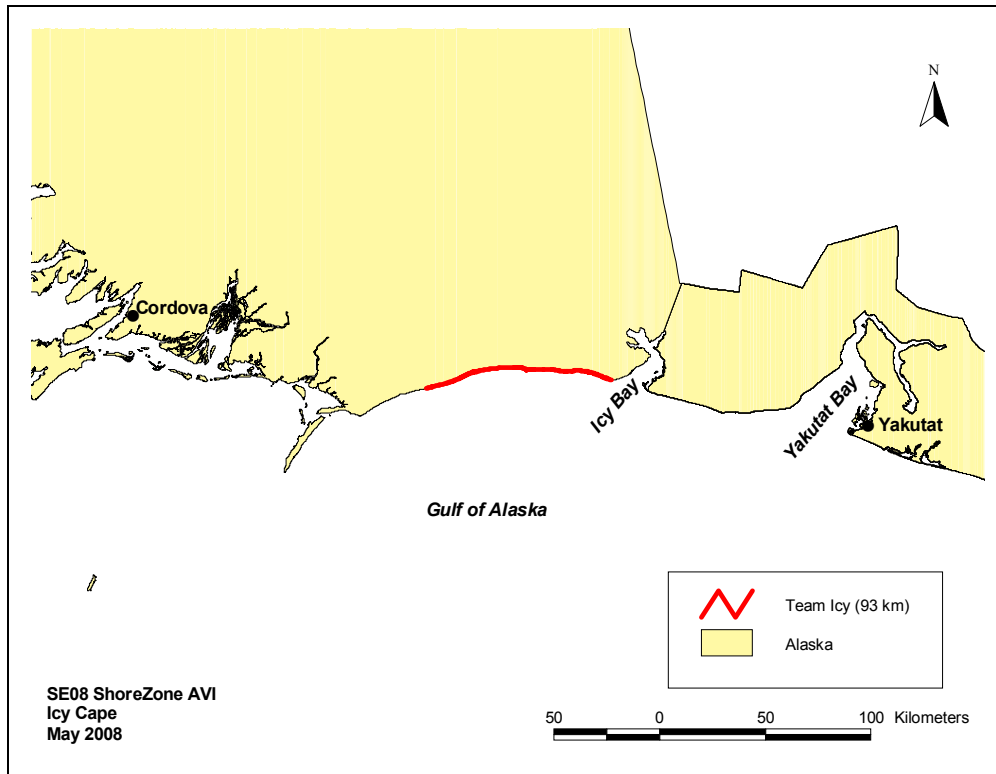 N
Cordova
Icy Bay
Yakutat Bay
Yakutat
Gulf of Alaska
Team Icy (93 km)
Alaska
SE08 ShoreZone AVI
Icy Cape
May 2008
50 0 50 100 Kilometers